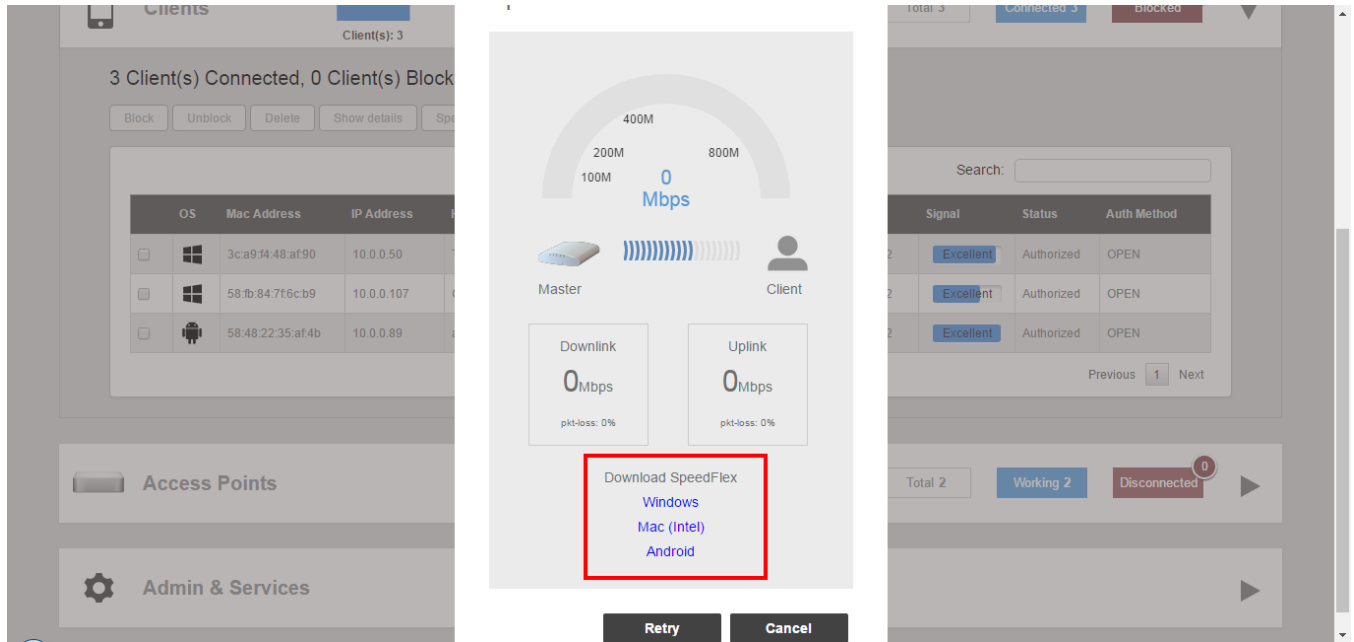 Clients
Client(s): 3
Total 3
Connected 3
Blocked
3 Client(s) Connected, 0 Client(s) Block
Block
Unblock
Delete
Show details
400M
200M
800M
100M
0
Mbps
Search:
OS
Mac Address
IP Address
Signal
Status
Auth Method
3c:a9:f4:48:af:90
10.0.0.50
2
Excellent
Authorized
OPEN
58:fb:84:7f:6c:b9
10.0.0.107
2
Excellent
Authorized
OPEN
58:48:22:35:af:4b
10.0.0.89
2
Excellent
Authorized
OPEN
Master
Client
Downlink
Uplink
0Mbps
0Mbps
pkt-loss: 0%
pkt-loss: 0%
Previous 1 Next
Download SpeedFlex
Windows
Mac (Intel)
Android
Access Points
Total 2
Working 2
Disconnected
0
Admin & Services
Retry
Cancel